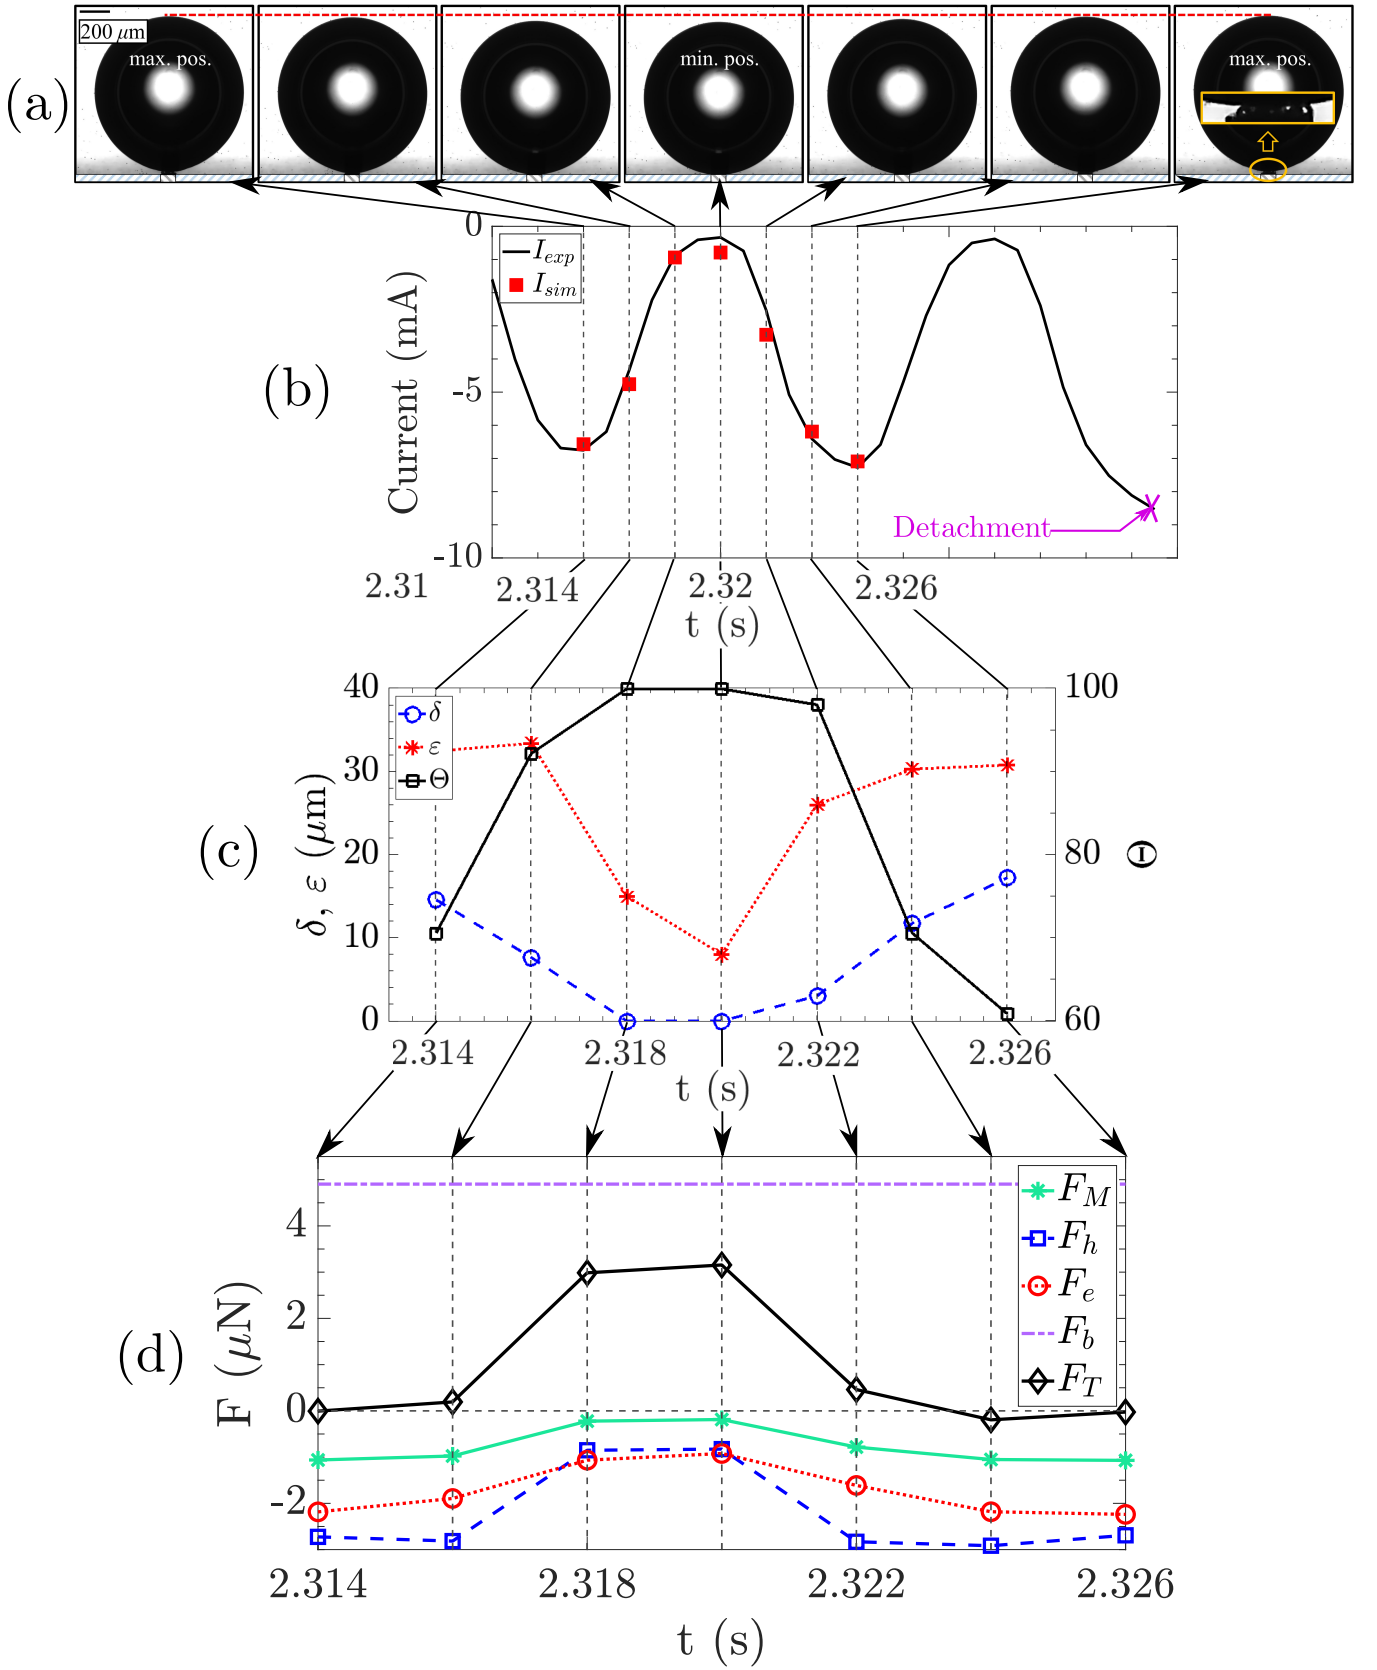 (a)
200 μm
max. pos.
min. pos.
max. pos.
(b)
Current (mA)
0
-5
-10
I_exp
I_sim
Detachment
2.31
2.314
2.32
2.326
t (s)
(c)
δ, ε (μm)
40
30
20
10
0
δ
ε
Θ
100
80
60
Θ
2.314
2.318
2.322
2.326
t (s)
(d)
F (μN)
4
2
0
-2
F_M
F_h
F_e
F_b
F_T
2.314
2.318
2.322
2.326
t (s)